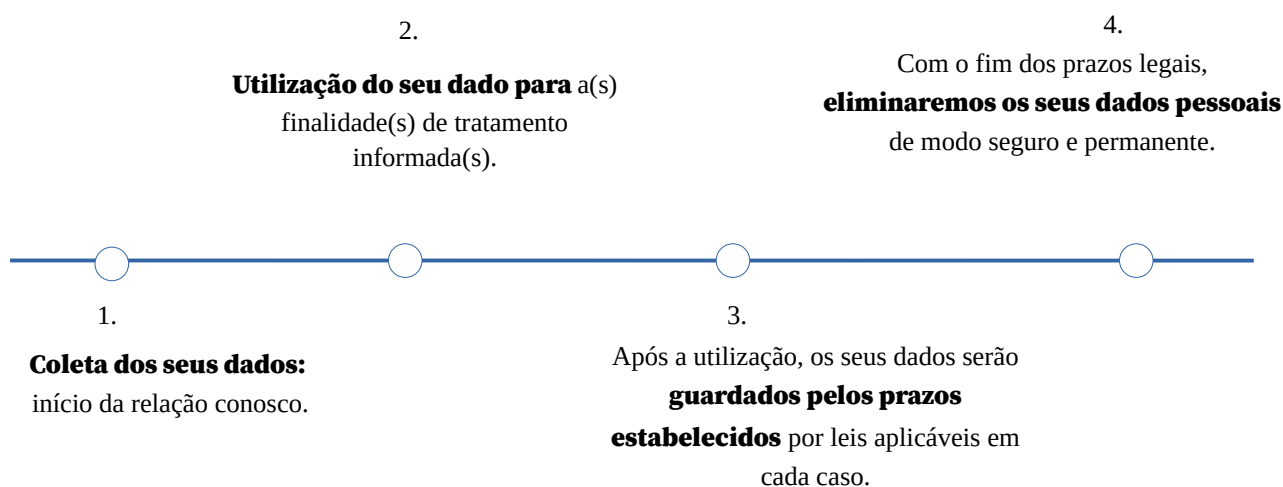 1.
Coleta dos seus dados:
início da relação conosco.
2.
Utilização do seu dado para a(s)
finalidade(s) de tratamento
informada(s).
3.
Após a utilização, os seus dados serão
guardados pelos prazos
estabelecidos por leis aplicáveis em
cada caso.
4.
Com o fim dos prazos legais,
eliminaremos os seus dados pessoais
de modo seguro e permanente.